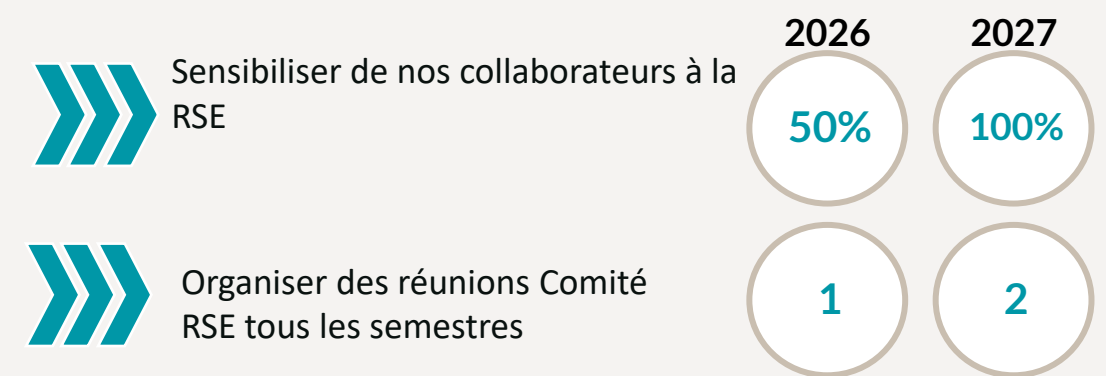 2026 2027
Sensibiliser de nos collaborateurs à la
RSE
50% 100%
Organiser des réunions Comité
RSE tous les semestres
1 2